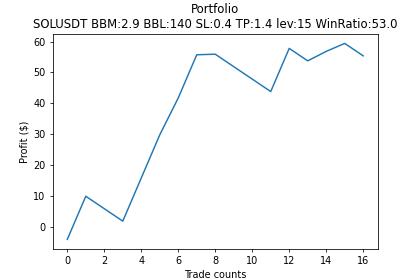 Portfolio
SOLUSDT BBM:2.9 BBL:140 SL:0.4 TP:1.4 lev:15 WinRatio:53.0
60
50
40
30
20
10
0
Profit ($)
0 2 4 6 8 10 12 14 16
Trade counts